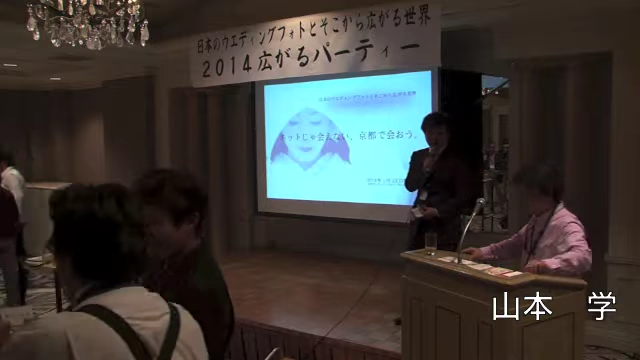 日本のウエディングフォトとそこから広がる世界
2014広がるパーティー
ネットじゃ会えない、京都で会おう。
山本　学